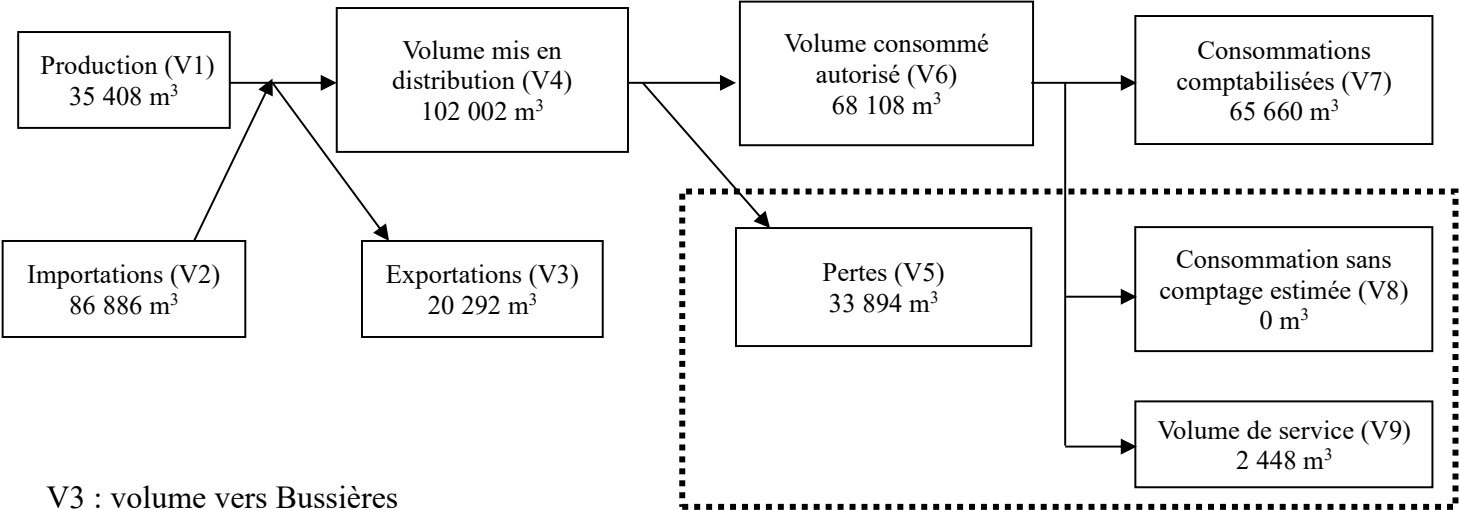 Production (V1)
35 408 m³
Volume mis en
distribution (V4)
102 002 m³
Volume consommé
autorisé (V6)
68 108 m³
Consommations
comptabilisées (V7)
65 660 m³
Importations (V2)
86 886 m³
Exportations (V3)
20 292 m³
Pertes (V5)
33 894 m³
Consommation sans
comptage estimée (V8)
0 m³
Volume de service (V9)
2 448 m³
V3 : volume vers Bussières